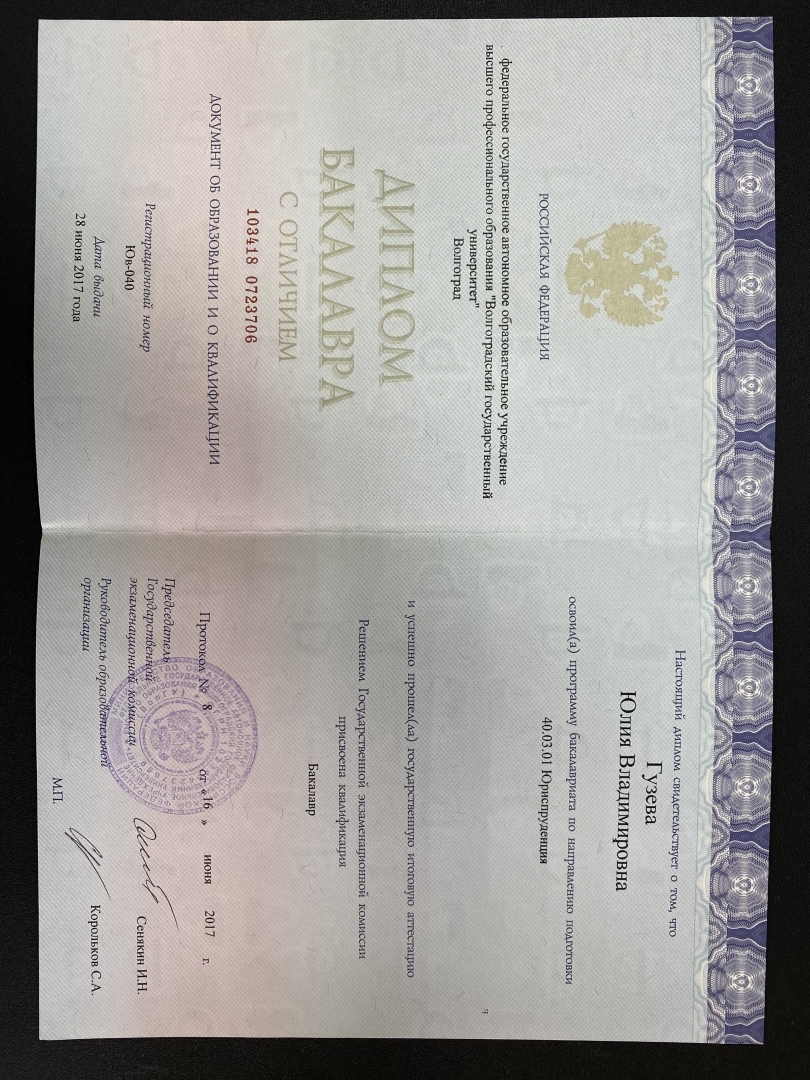 РОССИЙСКАЯ ФЕДЕРАЦИЯ
федеральное государственное автономное образовательное учреждение
высшего профессионального образования "Волгоградский государственный
университет"
Волгоград
ДИПЛОМ
БАКАЛАВРА
С ОТЛИЧИЕМ
103418 0723706
ДОКУМЕНТ ОБ ОБРАЗОВАНИИ И О КВАЛИФИКАЦИИ
Регистрационный номер
Юв-040
Дата выдачи
28 июня 2017 года
Настоящий диплом свидетельствует о том, что
Гузева
Юлия Владимировна
освоил(а) программу бакалавриата по направлению подготовки
40.03.01 Юриспруденция
и успешно прошел(ла) государственную итоговую аттестацию
Решением Государственной экзаменационной комиссии
присвоена квалификация
Бакалавр
Протокол № 8 от «16 » июня 2017 г.
Председатель
Государственной
экзаменационной комиссии
Сенякин И.Н.
Руководитель образовательной
организации
Корольков С.А.
М.П.